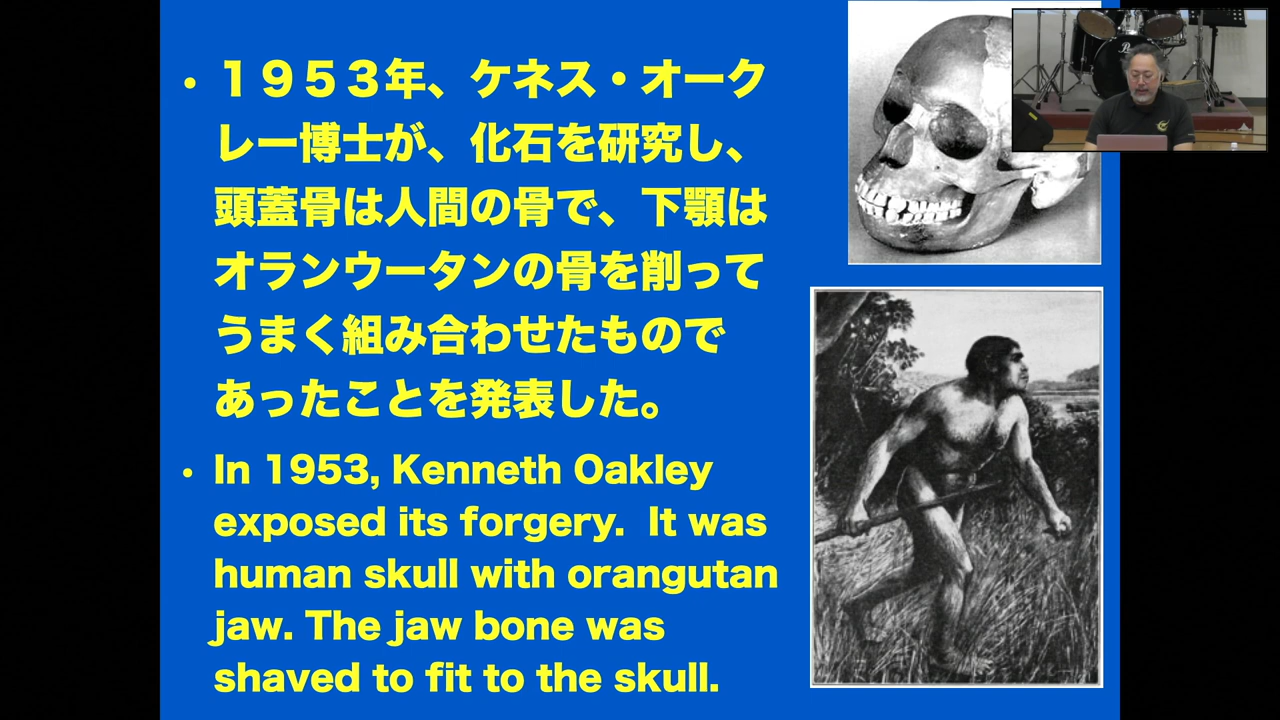 • １９５３年、ケネス・オーク
レー博士が、化石を研究し、
頭蓋骨は人間の骨で、下顎は
オランウータンの骨を削って
うまく組み合わせたもので
あったことを発表した。
• In 1953, Kenneth Oakley
exposed its forgery.  It was
human skull with orangutan
jaw. The jaw bone was
shaved to fit to the skull.